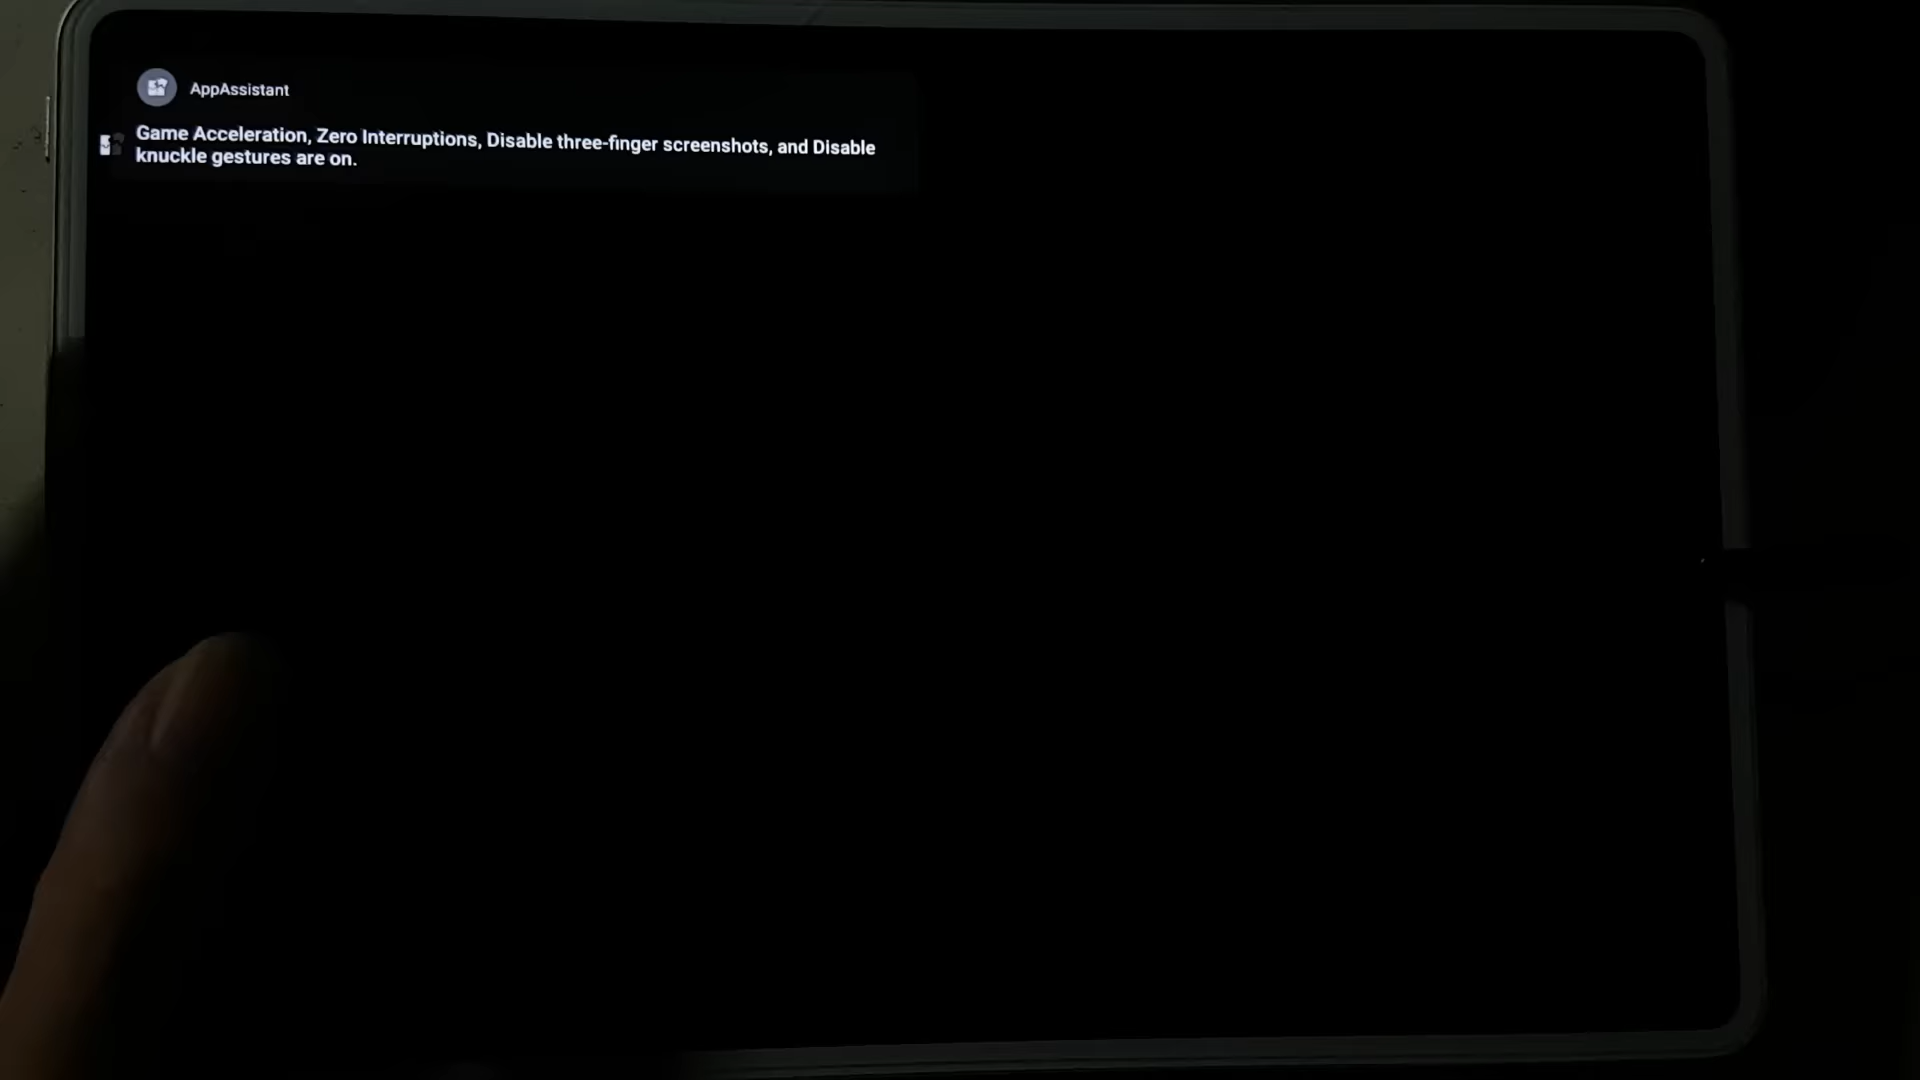 AppAssistant
Game Acceleration, Zero Interruptions, Disable three-finger screenshots, and Disable
knuckle gestures are on.